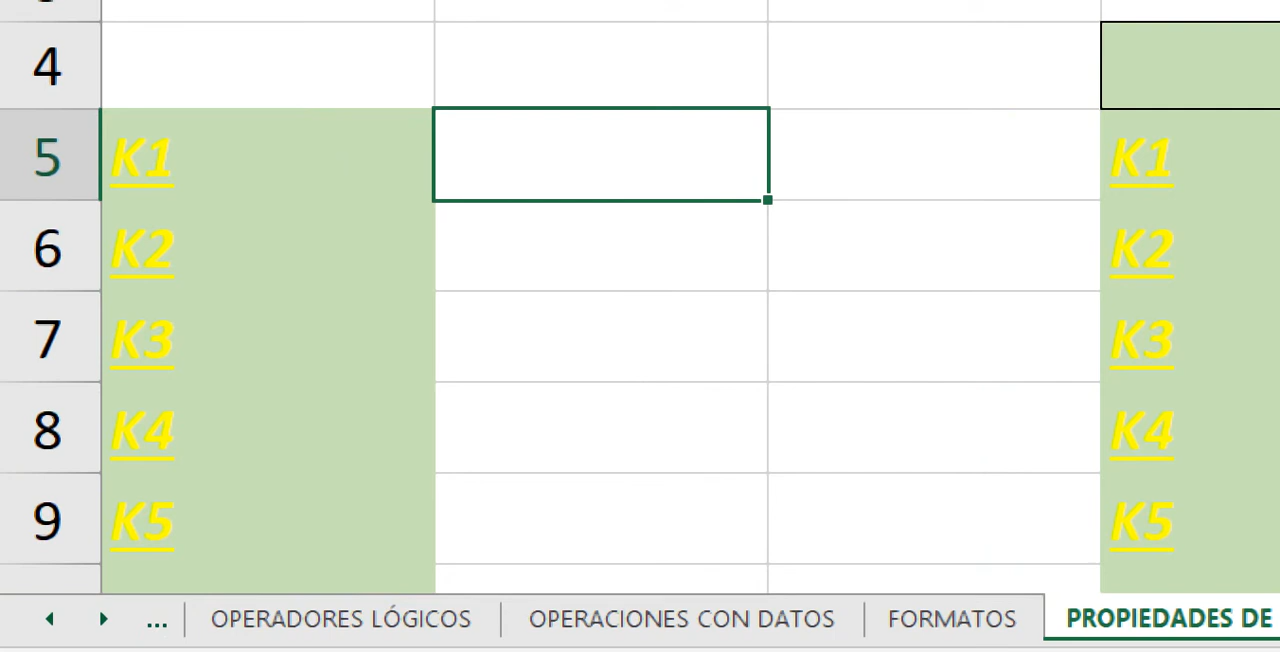 4
5 K1 K1
6 K2 K2
7 K3 K3
8 K4 K4
9 K5 K5
... OPERADORES LÓGICOS OPERACIONES CON DATOS FORMATOS PROPIEDADES DE